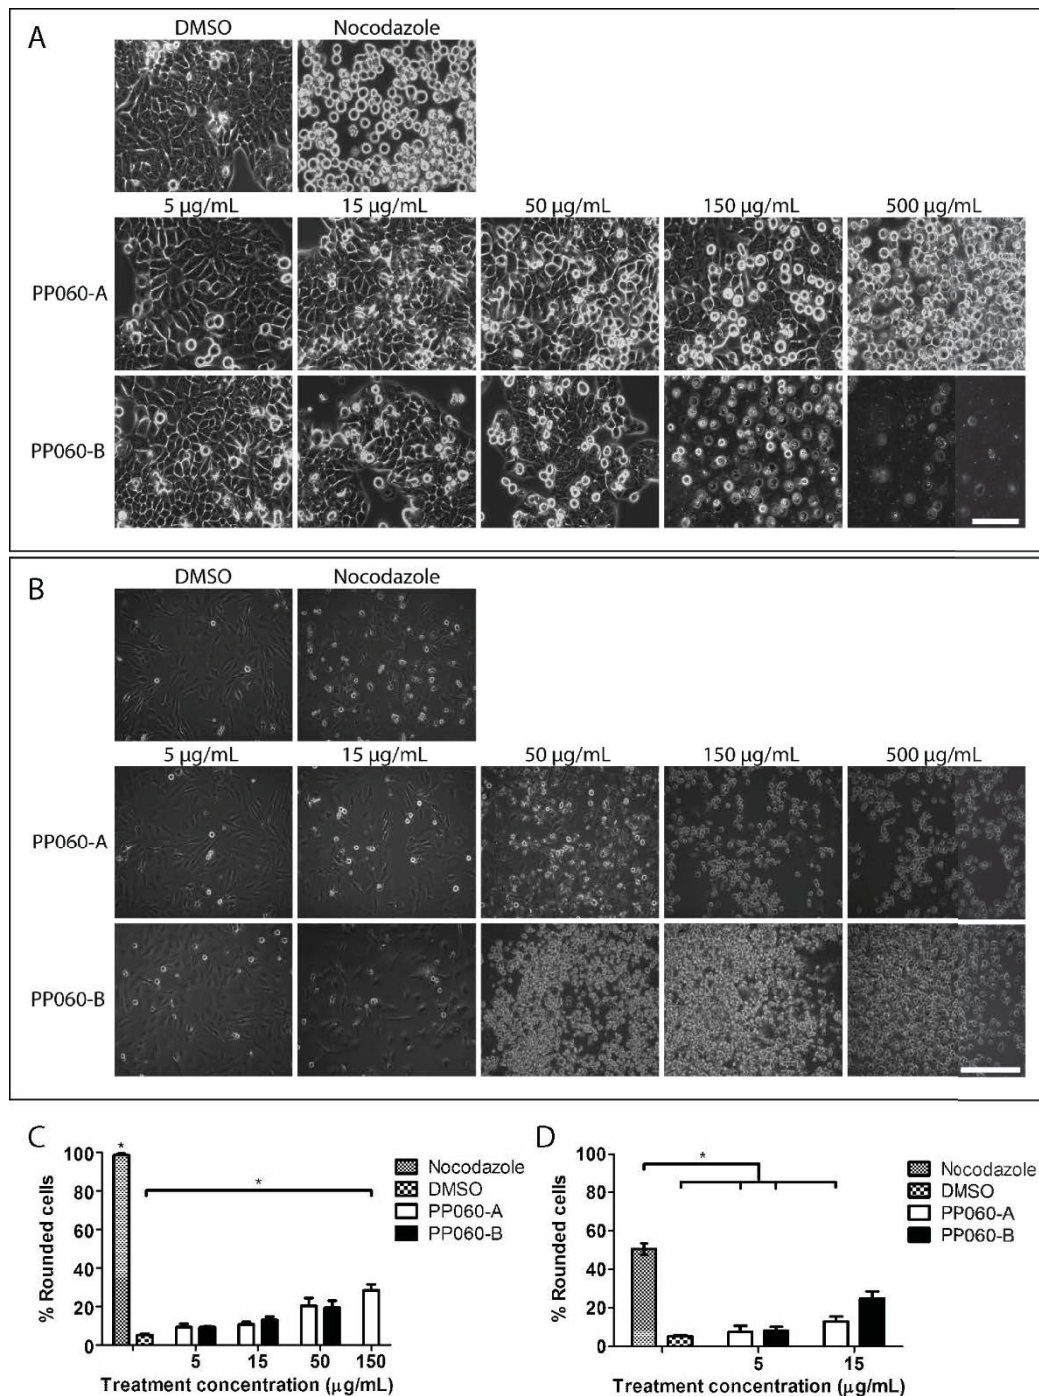 A
DMSO
Nocodazole
5 µg/mL
15 µg/mL
50 µg/mL
150 µg/mL
500 µg/mL
PP060-A
PP060-B
B
DMSO
Nocodazole
5 µg/mL
15 µg/mL
50 µg/mL
150 µg/mL
500 µg/mL
PP060-A
PP060-B
C
% Rounded cells
100
80
60
40
20
0
*
*
5
15
50
150
Treatment concentration (µg/mL)
Nocodazole
DMSO
PP060-A
PP060-B
D
% Rounded cells
100
80
60
40
20
0
*
5
15
Treatment concentration (µg/mL)
Nocodazole
DMSO
PP060-A
PP060-B